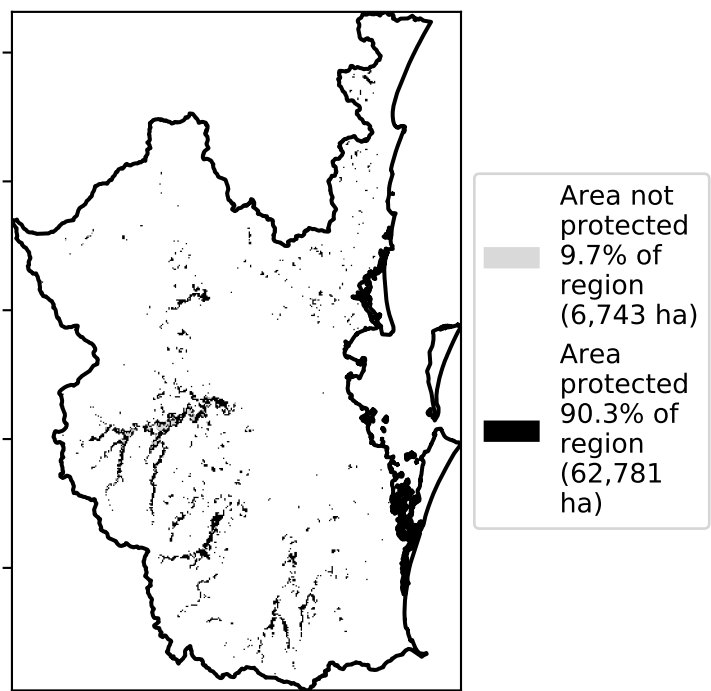 Area not
protected
9.7% of
region
(6,743 ha)
Area
protected
90.3% of
region
(62,781
ha)